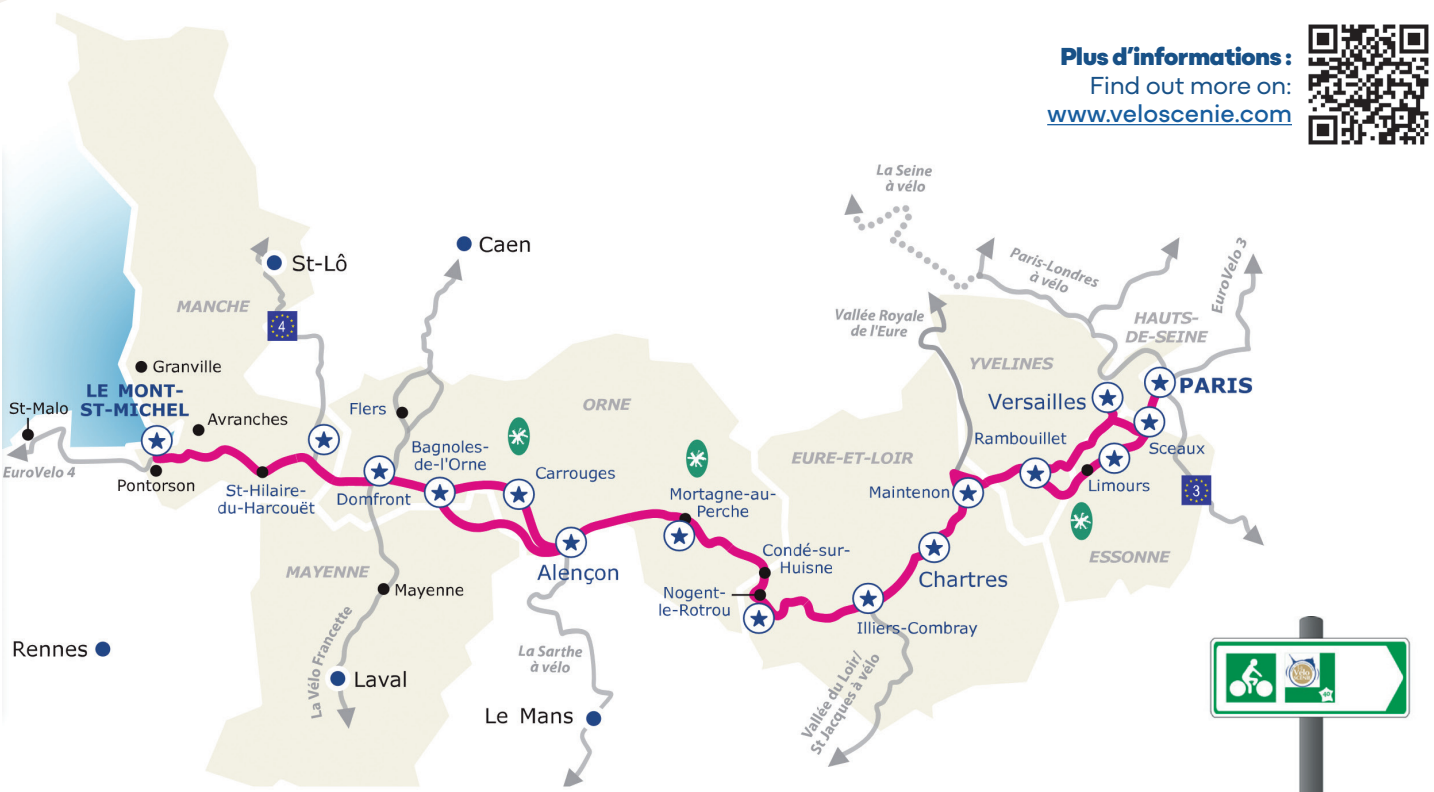 Plus d'informations :
Find out more on:
www.veloscenie.com
La Seine
à vélo
Caen
St-Lô
Paris-Londres
à vélo
EuroVelo 3
MANCHE
4
Vallée Royale
de l'Eure
HAUTS-
DE-SEINE
YVELINES
Granville
LE MONT-
ST-MICHEL
PARIS
Versailles
St-Malo
Avranches
Flers
ORNE
Rambouillet
Sceaux
Bagnoles-
de-l'Orne
Carrouges
EURE-ET-LOIR
EuroVelo 4
Pontorson
St-Hilaire-
du-Harcouët
Domfront
Mortagne-au-
Perche
Maintenon
Limours
3
Condé-sur-
Huisne
ESSONNE
MAYENNE
Alençon
Chartres
Mayenne
Nogent-
le-Rotrou
Illiers-Combray
Rennes
La Vélo Francette
La Sarthe
à vélo
Laval
Vallée du Loir/
St Jacques à vélo
Le Mans